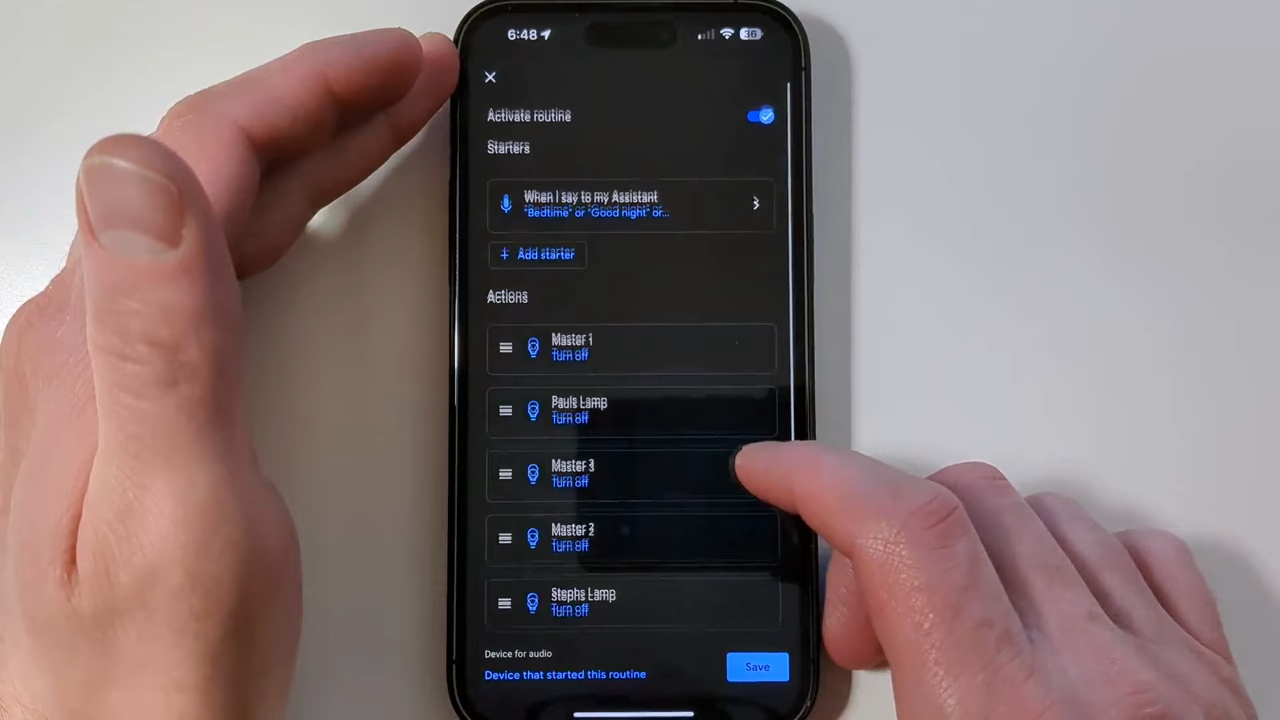 6:48
36
Activate routine
Starters
When I say to my Assistant
"Bedtime" or "Good night" or...
+ Add starter
Actions
Master 1
Turn off
Pauls Lamp
Turn off
Master 3
Turn off
Master 2
Turn off
Stephs Lamp
Turn off
Device for audio
Device that started this routine
Save